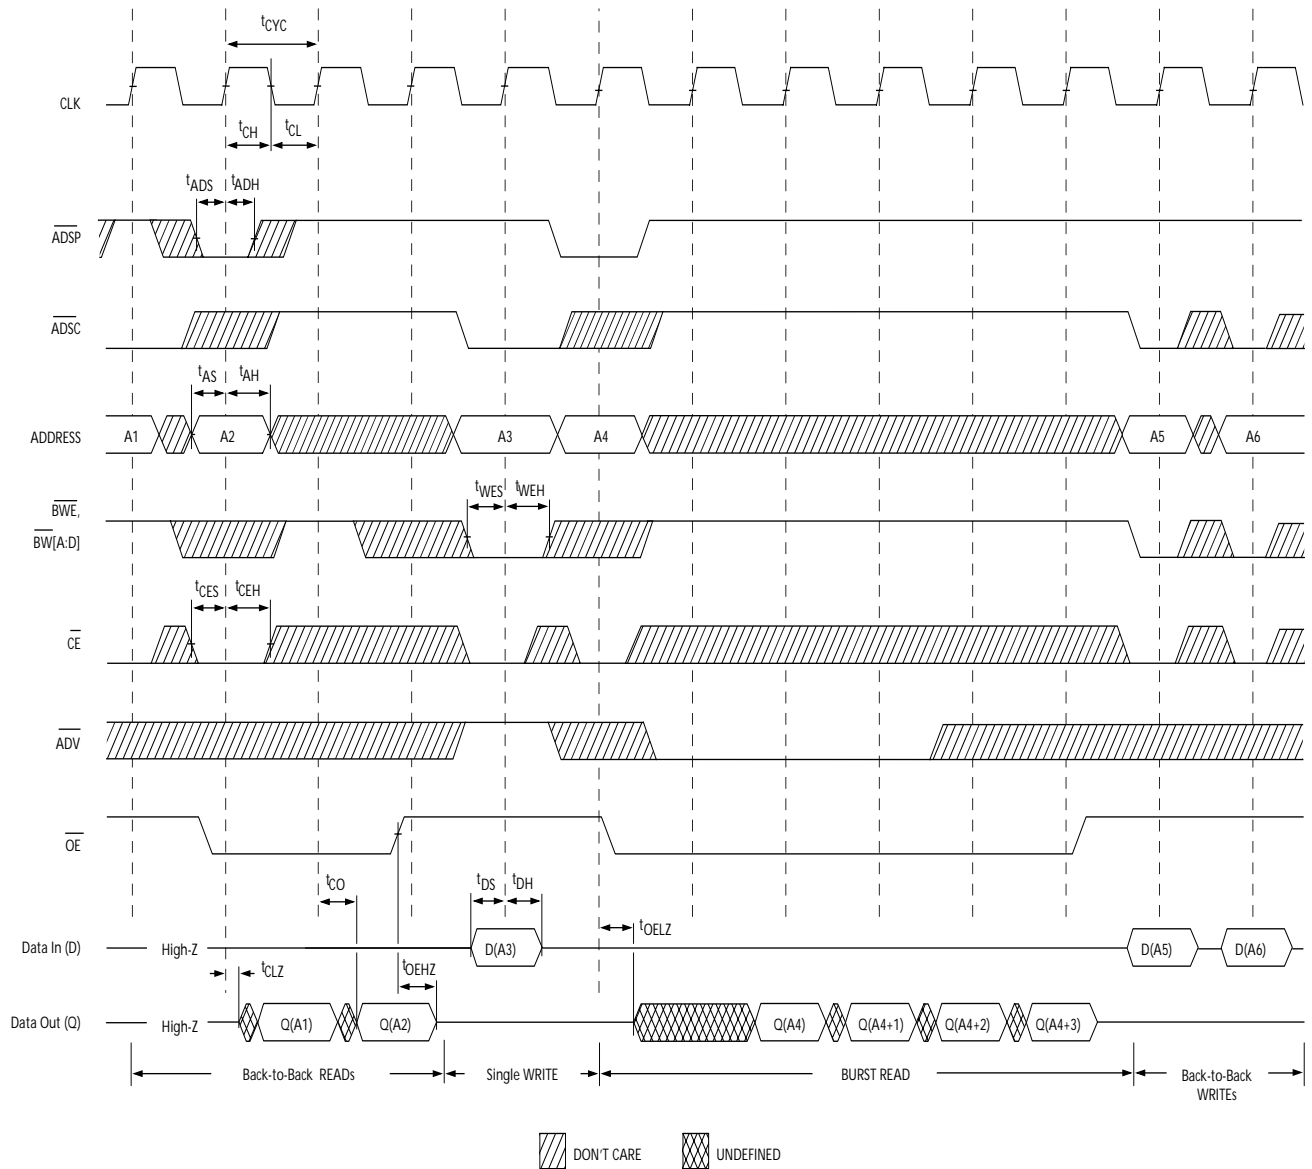 tCYC
CLK
tCH tCL
tADS tADH
ADSP
ADSC
tAS tAH
ADDRESS A1 A2 A3 A4 A5 A6
tWES tWEH
BWE,
BW[A:D]
tCES tCEH
CE
ADV
OE
tCO tDS tDH
tOELZ
Data In (D) High-Z D(A3) D(A5) D(A6)
tCLZ tOEHZ
Data Out (Q) High-Z Q(A1) Q(A2) Q(A4) Q(A4+1) Q(A4+2) Q(A4+3)
Back-to-Back READs Single WRITE BURST READ Back-to-Back
WRITEs
DON'T CARE UNDEFINED